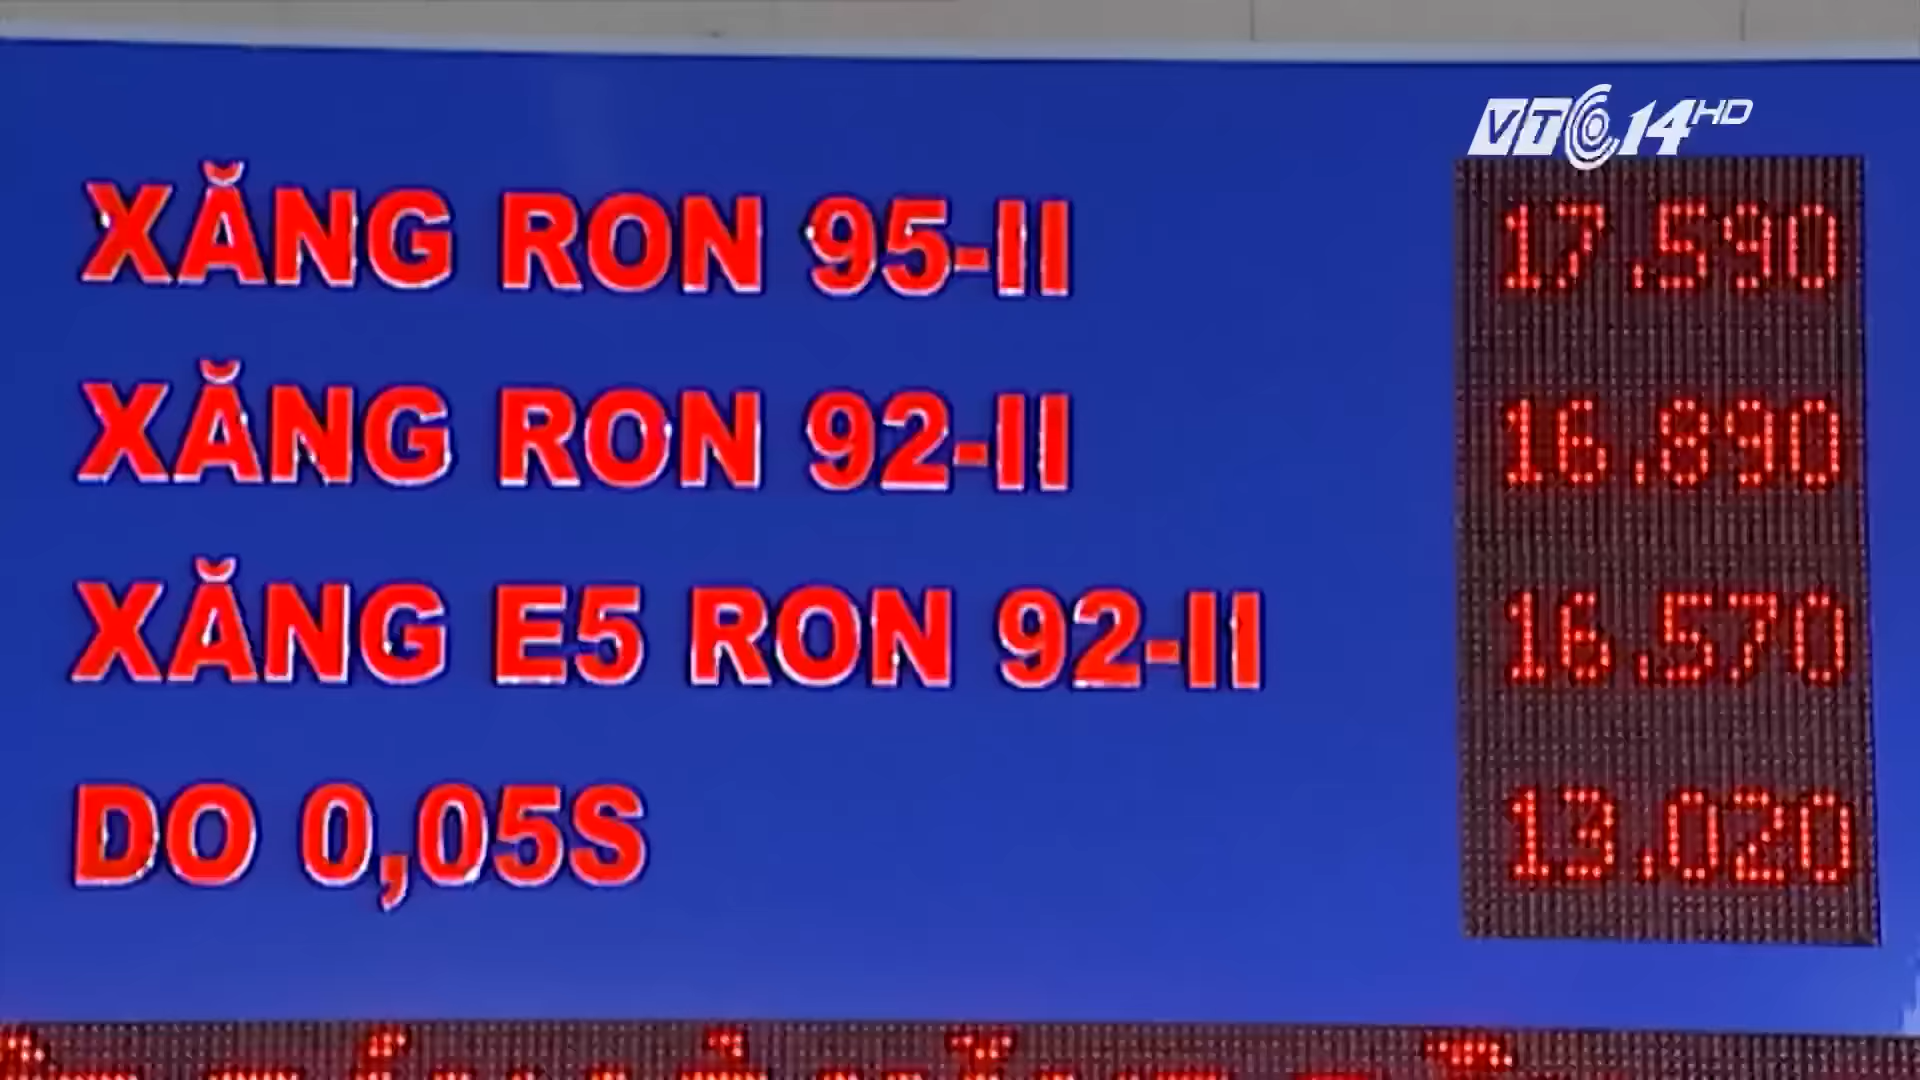 VTC14 HD
XĂNG RON 95-II 17.590
XĂNG RON 92-II 16.890
XĂNG E5 RON 92-II 16.570
DO 0,05S 13.020